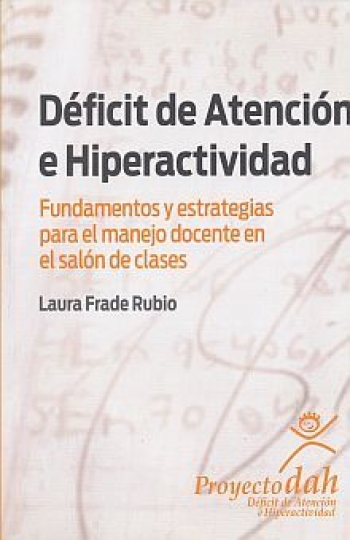 Déficit de Atención
e Hiperactividad
Fundamentos y estrategias
para el manejo docente en
el salón de clases
Laura Frade Rubio
Proyecto dah
Déficit de Atención
e Hiperactividad